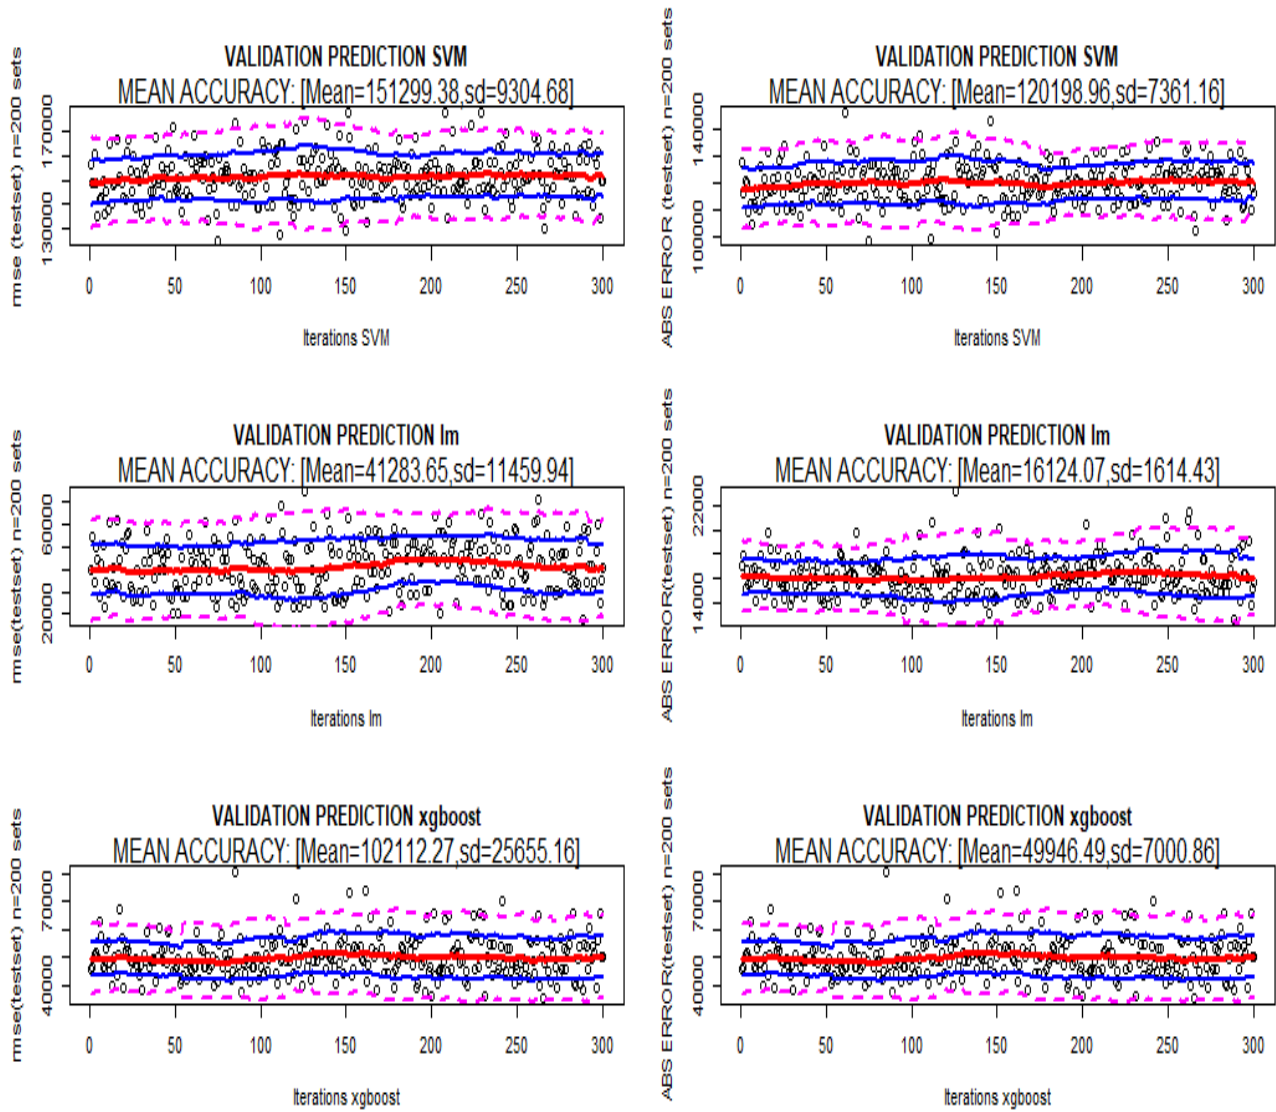 VALIDATION PREDICTION SVM
MEAN ACCURACY: [Mean=151299.38,sd=9304.68]
rmse (testset) n=200 sets
130000 170000
0 50 100 150 200 250 300
Iterations SVM
VALIDATION PREDICTION SVM
MEAN ACCURACY: [Mean=120198.96,sd=7361.16]
ABS ERROR (testset) n=200 sets
100000 140000
0 50 100 150 200 250 300
Iterations SVM
VALIDATION PREDICTION lm
MEAN ACCURACY: [Mean=41283.65,sd=11459.94]
rmse(testset) n=200 sets
20000 60000
0 50 100 150 200 250 300
Iterations lm
VALIDATION PREDICTION lm
MEAN ACCURACY: [Mean=16124.07,sd=1614.43]
ABS ERROR(testset) n=200 sets
14000 22000
0 50 100 150 200 250 300
Iterations lm
VALIDATION PREDICTION xgboost
MEAN ACCURACY: [Mean=102112.27,sd=25655.16]
rmse(testset) n=200 sets
40000 70000
0 50 100 150 200 250 300
Iterations xgboost
VALIDATION PREDICTION xgboost
MEAN ACCURACY: [Mean=49946.49,sd=7000.86]
ABS ERROR(testset) n=200 sets
40000 70000
0 50 100 150 200 250 300
Iterations xgboost